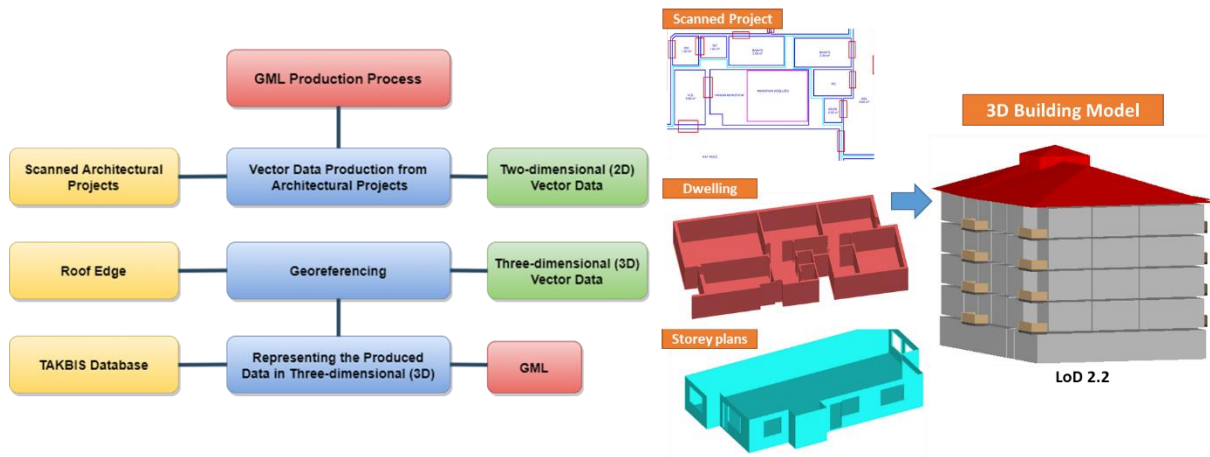 GML Production Process
Scanned Architectural
Projects
Vector Data Production from
Architectural Projects
Two-dimensional (2D)
Vector Data
Roof Edge
Georeferencing
Three-dimensional (3D)
Vector Data
TAKBIS Database
Representing the Produced
Data in Three-dimensional (3D)
GML
Scanned Project
Dwelling
Storey plans
3D Building Model
LoD 2.2